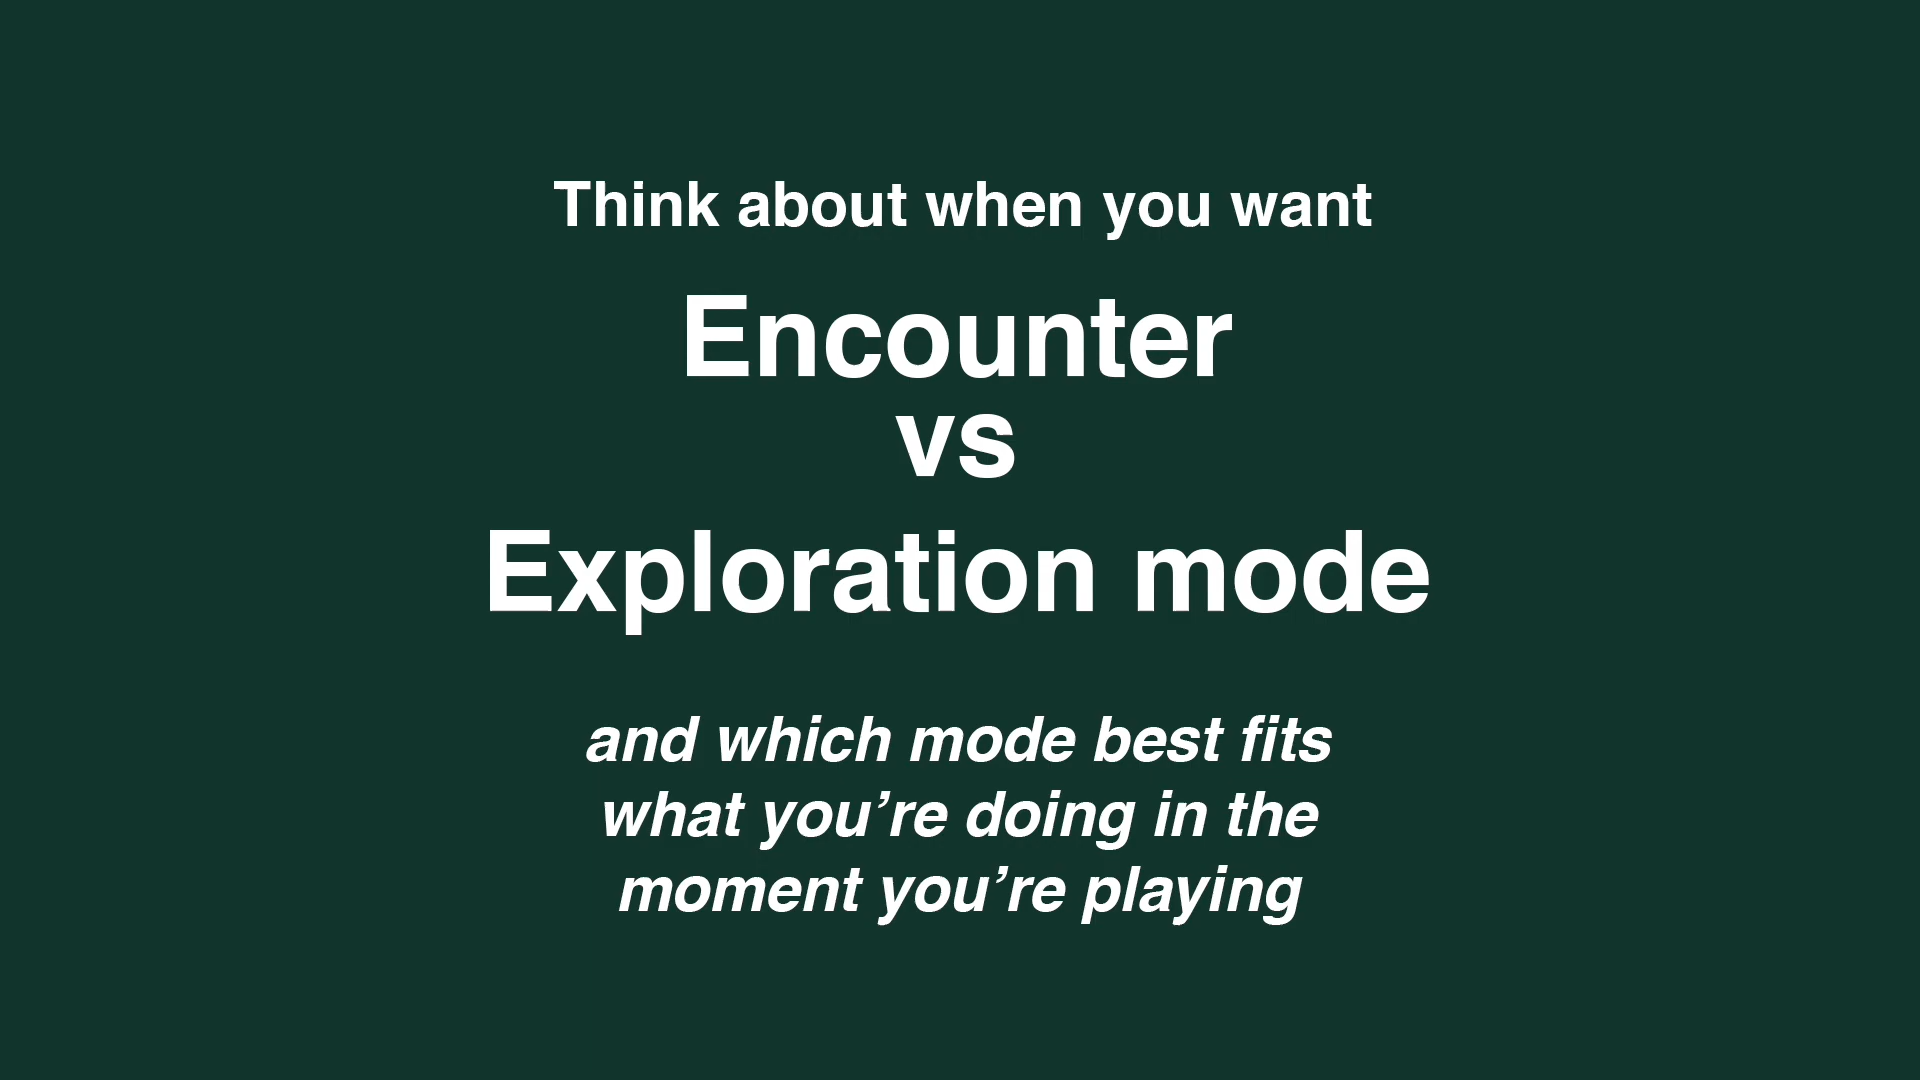 Think about when you want
Encounter
vs
Exploration mode
and which mode best fits
what you’re doing in the
moment you’re playing